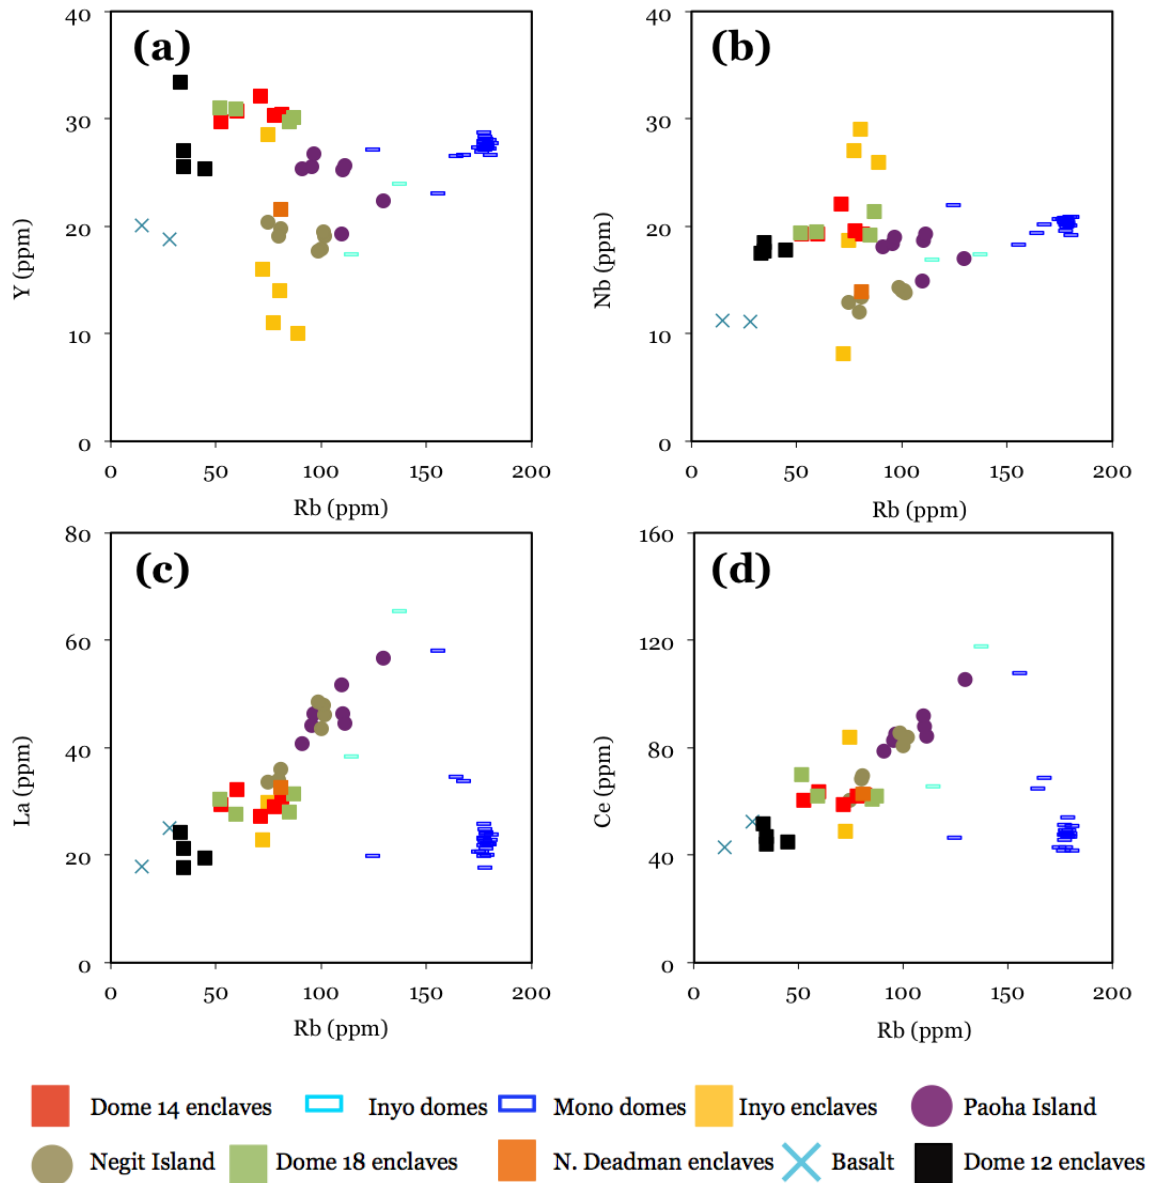 (a)
40
30
20
10
0
Y (ppm)
0 50 100 150 200
Rb (ppm)
(b)
40
30
20
10
0
Nb (ppm)
0 50 100 150 200
Rb (ppm)
(c)
80
60
40
20
0
La (ppm)
0 50 100 150 200
Rb (ppm)
(d)
160
120
80
40
0
Ce (ppm)
0 50 100 150 200
Rb (ppm)
Dome 14 enclaves Inyo domes Mono domes Inyo enclaves Paoha Island
Negit Island Dome 18 enclaves N. Deadman enclaves Basalt Dome 12 enclaves